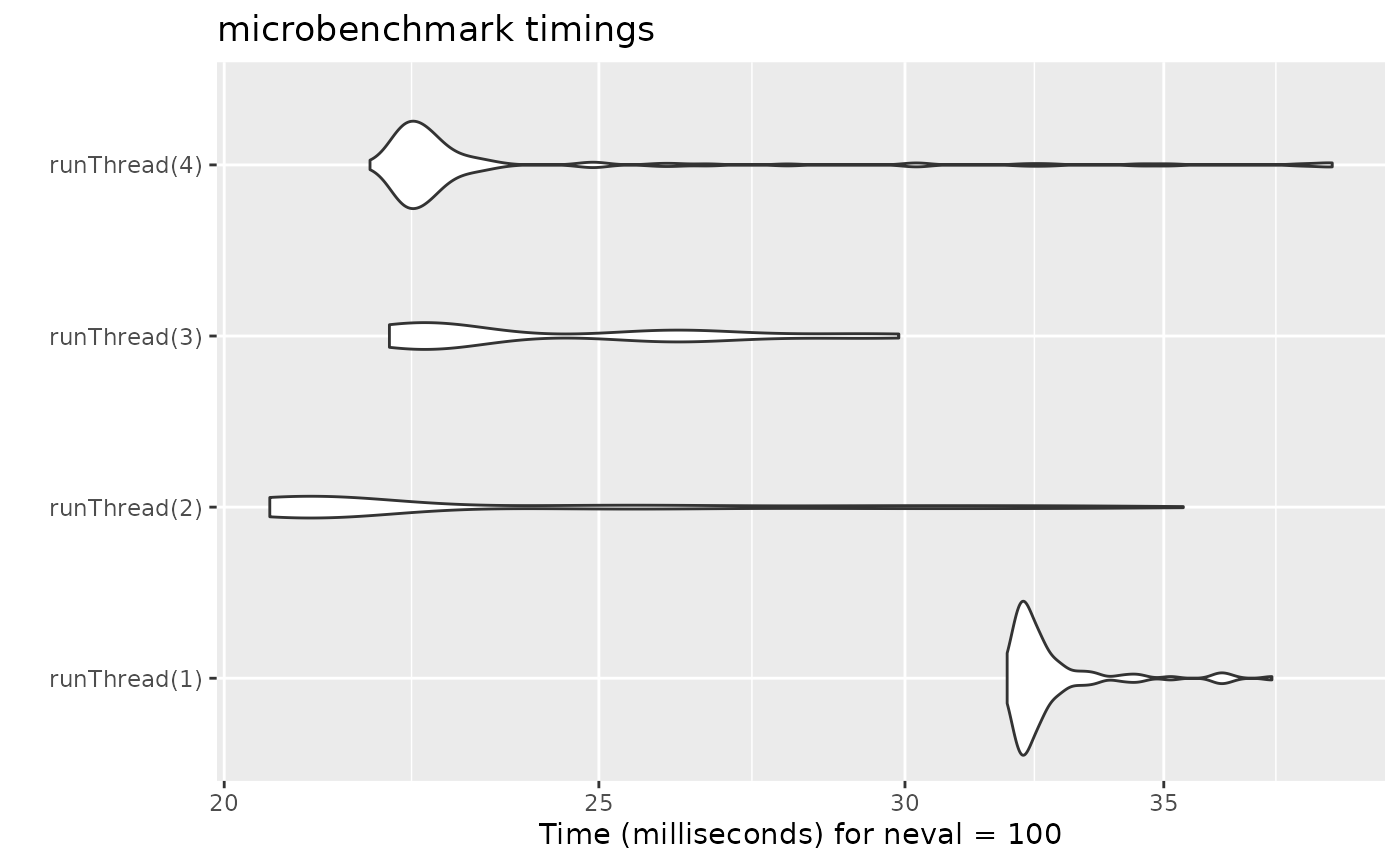 microbenchmark timings
runThread(4)
runThread(3)
runThread(2)
runThread(1)
20 25 30 35
Time (milliseconds) for neval = 100